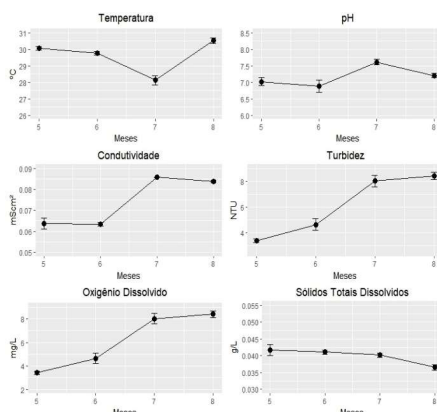 Temperatura
°C
31
30
29
28
27
26
5 6 7 8
Meses
pH
8.5
8.0
7.5
7.0
6.5
6.0
5 6 7 8
Meses
Condutividade
mScm²
0.09
0.08
0.07
0.06
0.05
5 6 7 8
Meses
Turbidez
NTU
8
6
4
5 6 7 8
Meses
Oxigênio Dissolvido
mg/L
8
6
4
2
5 6 7 8
Meses
Sólidos Totais Dissolvidos
g/L
0.055
0.050
0.045
0.040
0.035
0.030
5 6 7 8
Meses